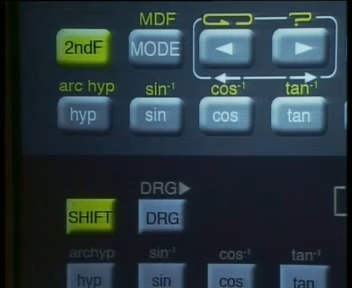 MDF
2ndF MODE
arc hyp sin-¹ cos-¹ tan-¹
hyp sin cos tan
DRG▶
SHIFT DRG
archyp sin-¹ cos-¹ tan-¹
hyp sin cos tan